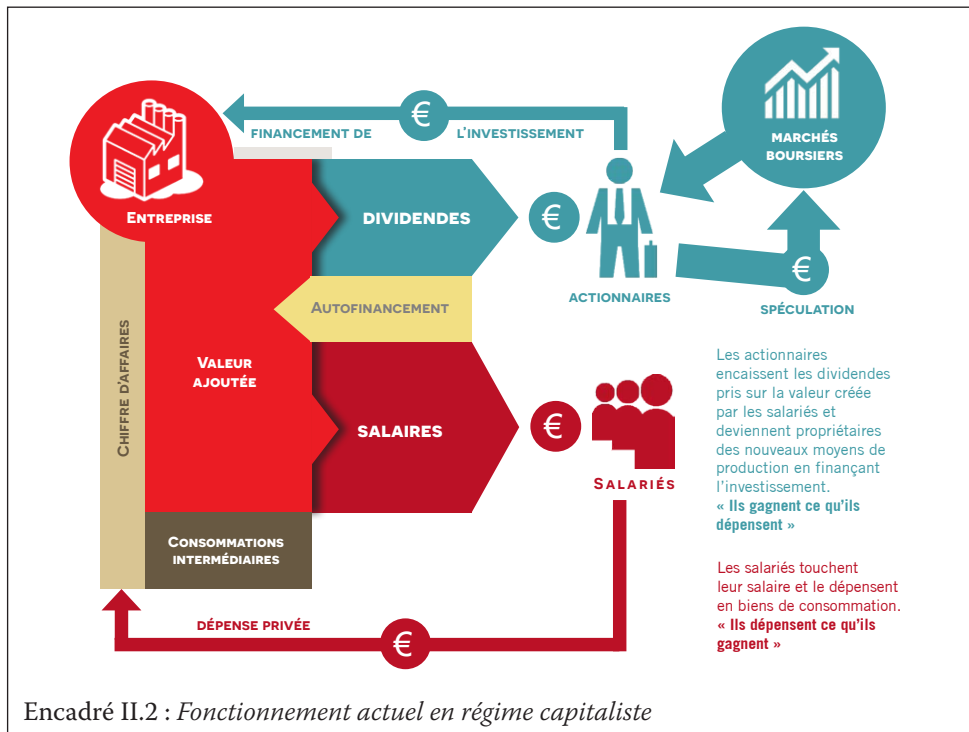 MARCHÉS
BOURSIERS
FINANCEMENT DE
€
L'INVESTISSEMENT
ENTREPRISE
DIVIDENDES
€
ACTIONNAIRES
€
SPÉCULATION
AUTOFINANCEMENT
CHIFFRE D'AFFAIRES
VALEUR
AJOUTÉE
SALAIRES
€
SALARIÉS
CONSOMMATIONS
INTERMÉDIAIRES
DÉPENSE PRIVÉE
€
Les actionnaires
encaissent les dividendes
pris sur la valeur créée
par les salariés et
deviennent propriétaires
des nouveaux moyens de
production en finançant
l'investissement.
« Ils gagnent ce qu'ils
dépensent »
Les salariés touchent
leur salaire et le dépensent
en biens de consommation.
« Ils dépensent ce qu'ils
gagnent »
Encadré II.2 : Fonctionnement actuel en régime capitaliste